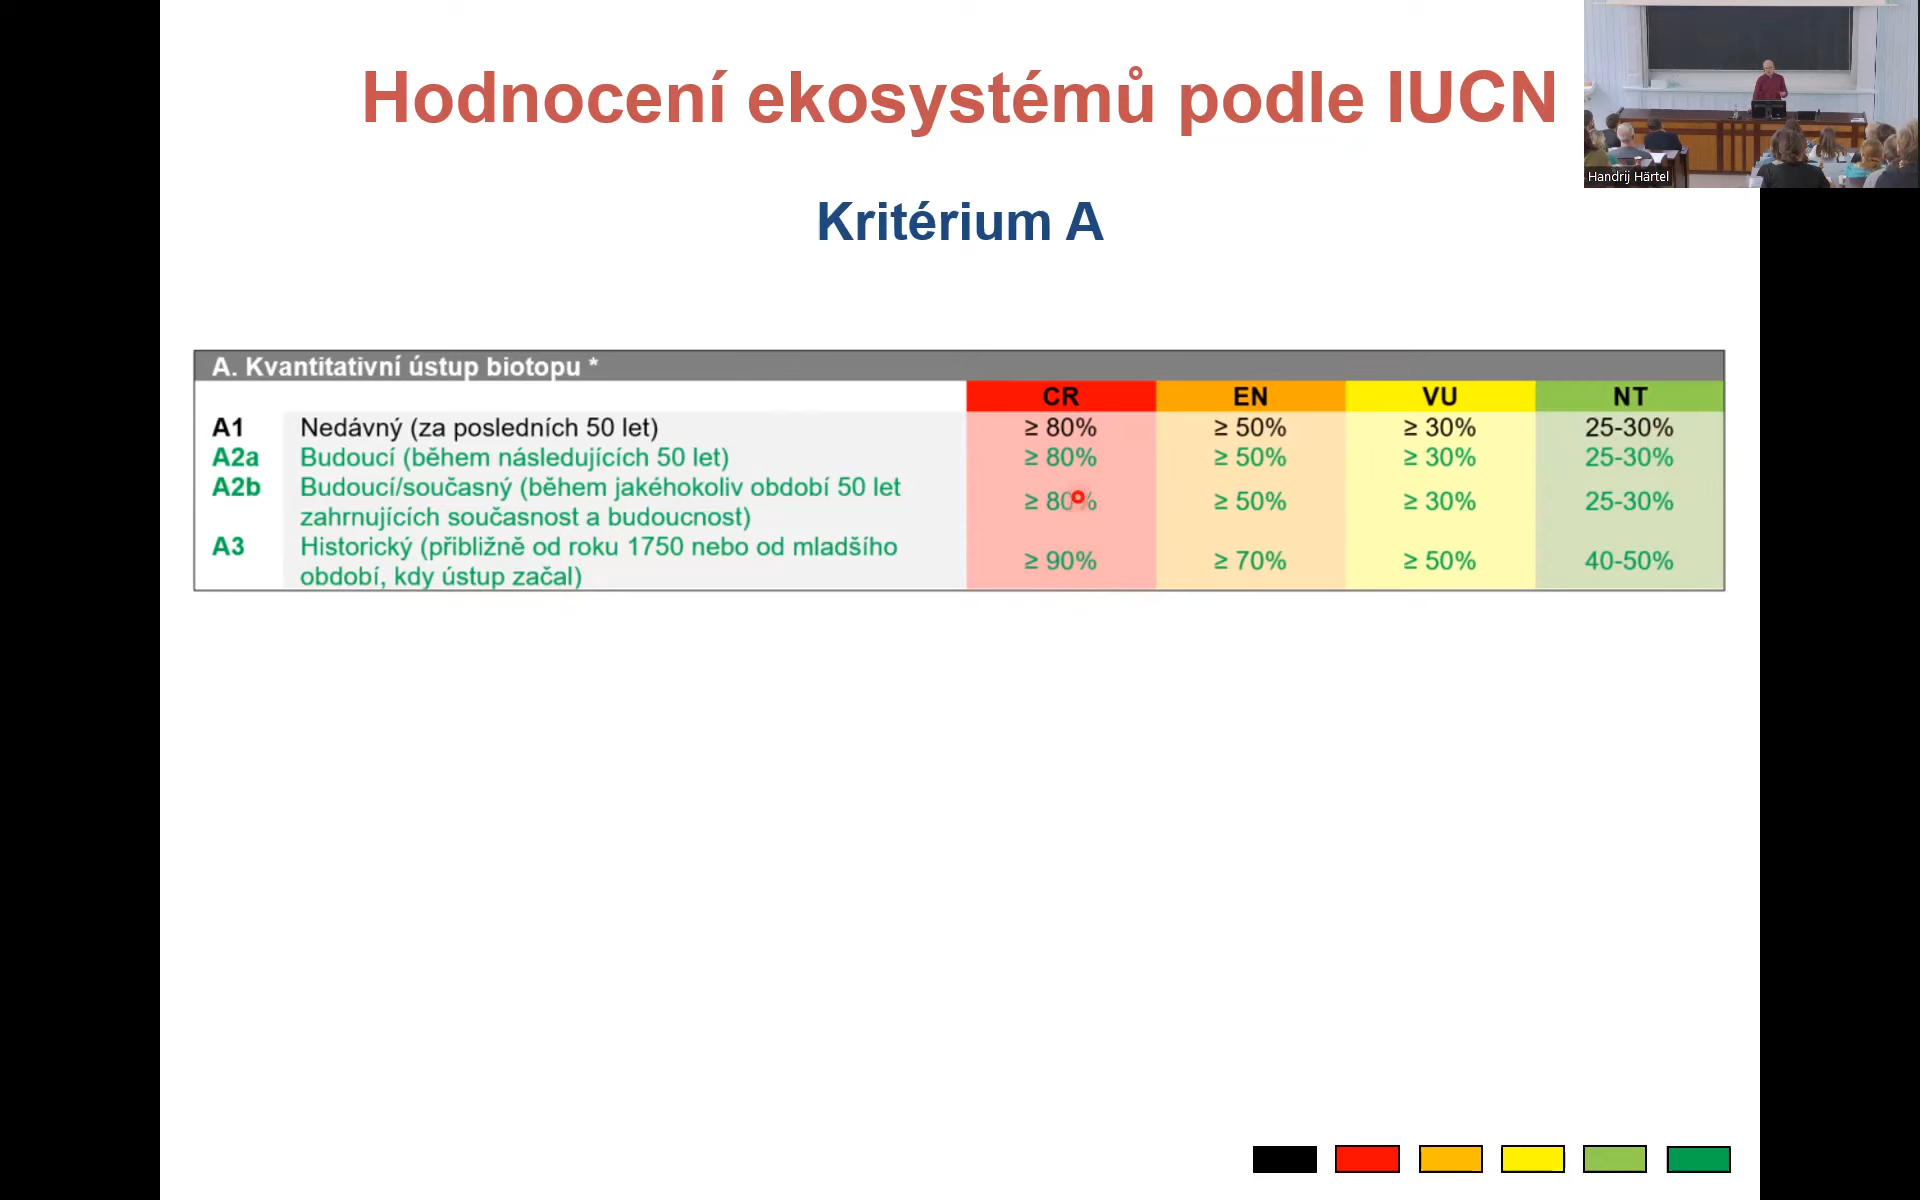 Hodnocení ekosystémů podle IUCN
Handrij Härtel
Kritérium A
A. Kvantitativní ústup biotopu *
CR EN VU NT
A1 Nedávný (za posledních 50 let) ≥ 80% ≥ 50% ≥ 30% 25-30%
A2a Budoucí (během následujících 50 let) ≥ 80% ≥ 50% ≥ 30% 25-30%
A2b Budoucí/současný (během jakéhokoliv období 50 let
zahrnujících současnost a budoucnost) ≥ 80% ≥ 50% ≥ 30% 25-30%
A3 Historický (přibližně od roku 1750 nebo od mladšího
období, kdy ústup začal) ≥ 90% ≥ 70% ≥ 50% 40-50%